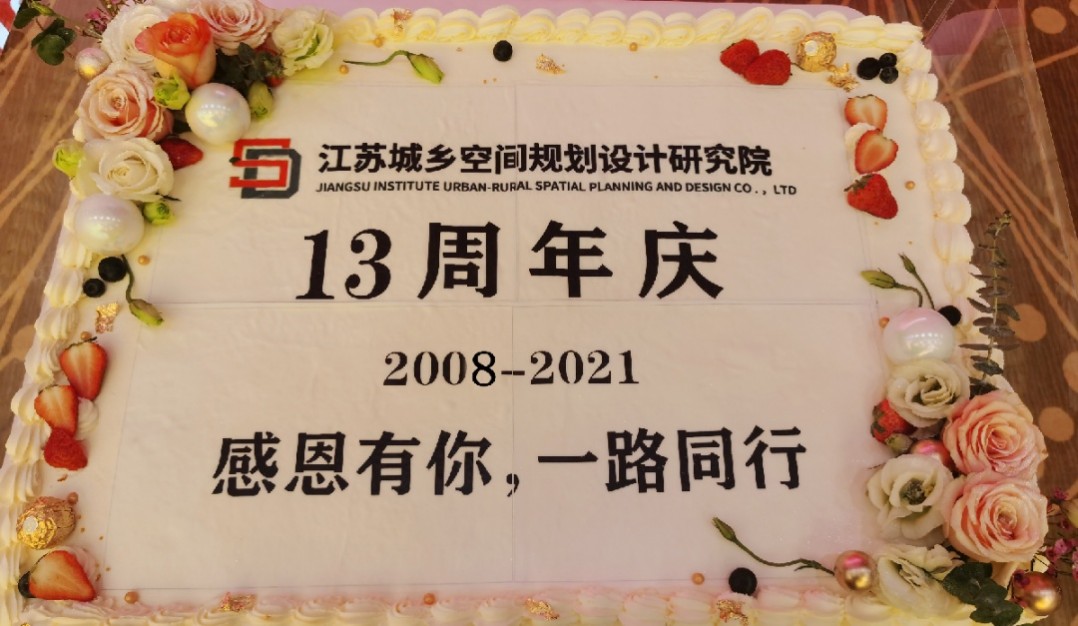 江苏城乡空间规划设计研究院
JIANGSU INSTITUTE URBAN-RURAL SPATIAL PLANNING AND DESIGN CO., LTD
13周年庆
2008-2021
感恩有你,一路同行